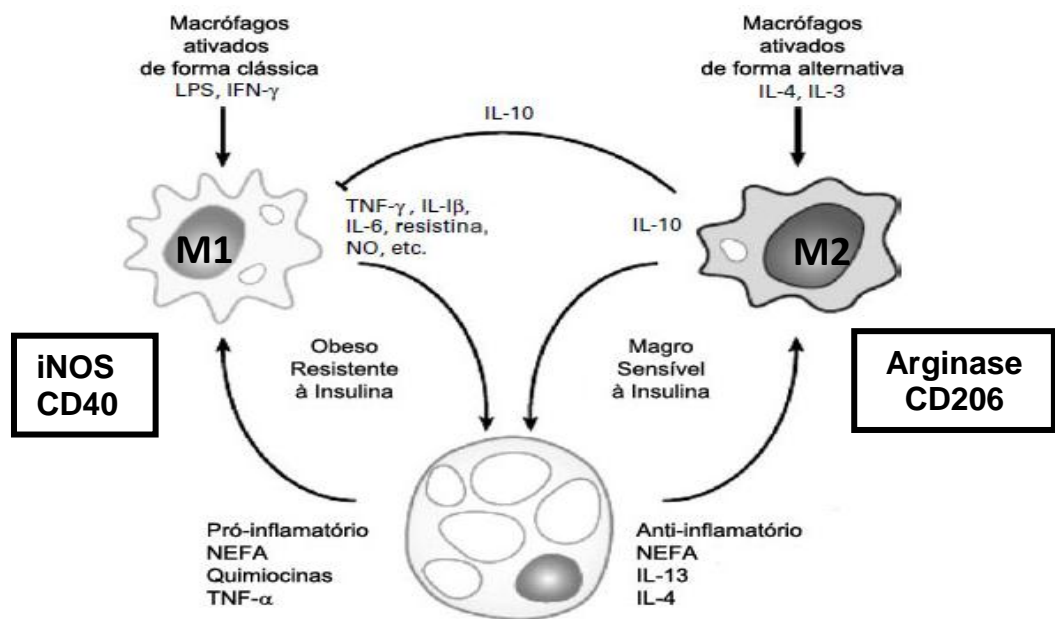 Macrófagos
ativados
de forma clássica
LPS, IFN-γ
Macrófagos
ativados
de forma alternativa
IL-4, IL-3
IL-10
TNF-γ, IL-Iβ,
IL-6, resistina,
NO, etc.
IL-10
M1
M2
iNOS
CD40
Obeso
Resistente
à Insulina
Magro
Sensível
à Insulina
Arginase
CD206
Pró-inflamatório
NEFA
Quimiocinas
TNF-α
Anti-inflamatório
NEFA
IL-13
IL-4